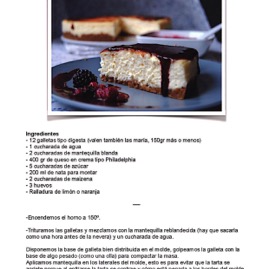 Ingredientes
- 12 galletas tipo digesta (valen también las maría, 150gr más o menos)
- 1 cucharada de agua
- 2 cucharadas de mantequilla blanda
- 400 gr de queso en crema tipo Philadelphia
- 5 cucharadas de azúcar
- 200 ml de nata para montar
- 2 cucharadas de maizena
- 3 huevos
- Ralladura de limón o naranja
—
-Encendemos el horno a 150º.
-Trituramos las galletas y mezclamos con la mantequilla reblandecida (hay que sacarla
como una hora antes de la nevera) y un cucharada de agua.
Disponemos la base de galleta bien distribuida en el molde, golpeamos la galleta con la
base de algo pesado (como una olla) para compactar la masa.
Aplicamos mantequilla en los laterales del molde, esto es para evitar que la tarta se